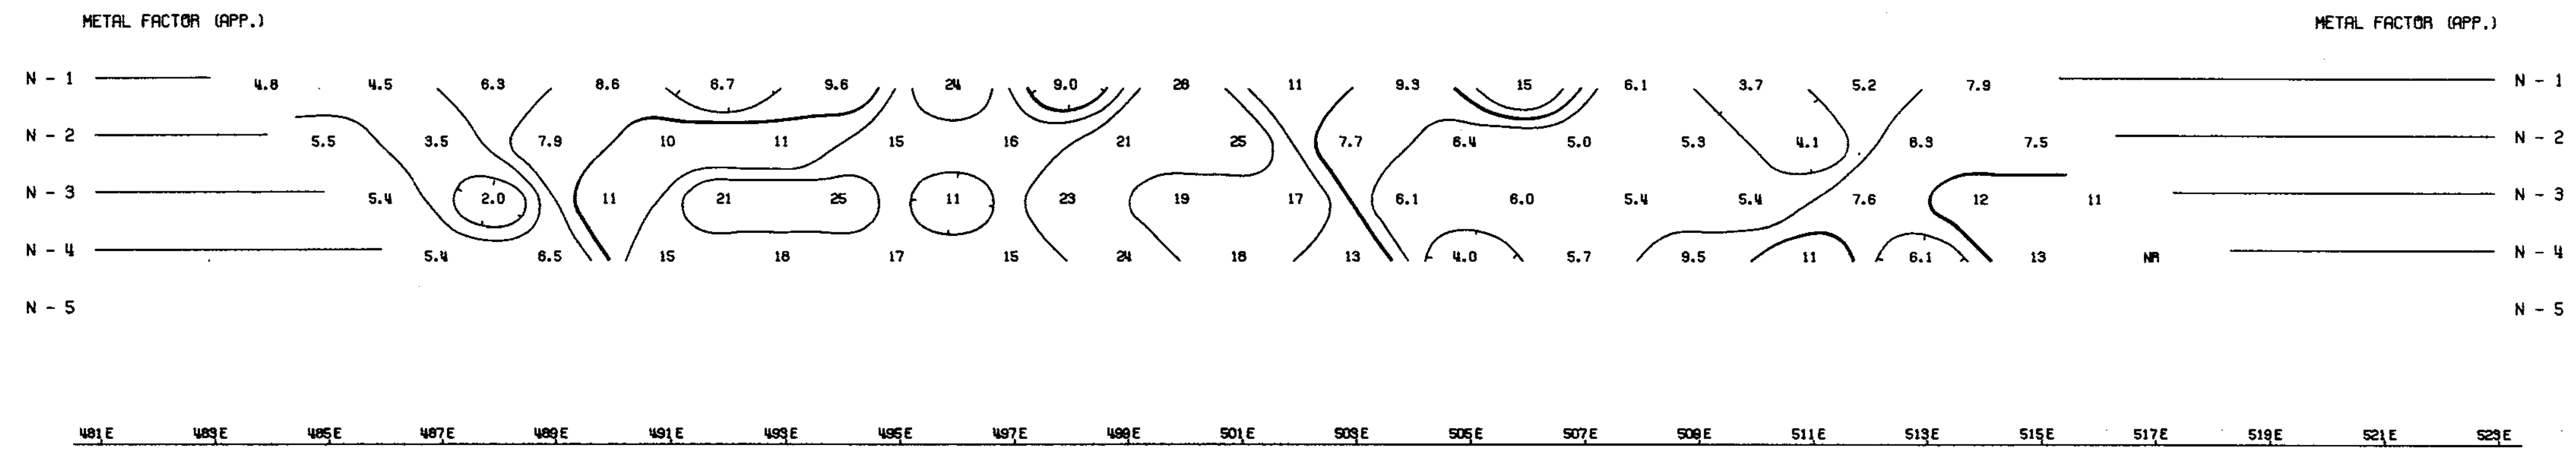 METAL FACTOR (APP.) METAL FACTOR (APP.)
N - 1 4.8 4.5 6.3 8.6 6.7 9.6 24 9.0 28 11 9.3 15 6.1 3.7 5.2 7.9 N - 1
N - 2 5.5 3.5 7.9 10 11 15 16 21 25 7.7 6.4 5.0 5.3 4.1 8.3 7.5 N - 2
N - 3 5.4 2.0 11 21 25 11 23 19 17 6.1 6.0 5.4 5.4 7.6 12 11 N - 3
N - 4 5.4 6.5 15 18 17 15 24 18 13 4.0 5.7 9.5 11 6.1 13 NR N - 4
N - 5 N - 5
481E 483E 485E 487E 489E 491E 493E 495E 497E 499E 501E 503E 505E 507E 509E 511E 513E 515E 517E 519E 521E 523E